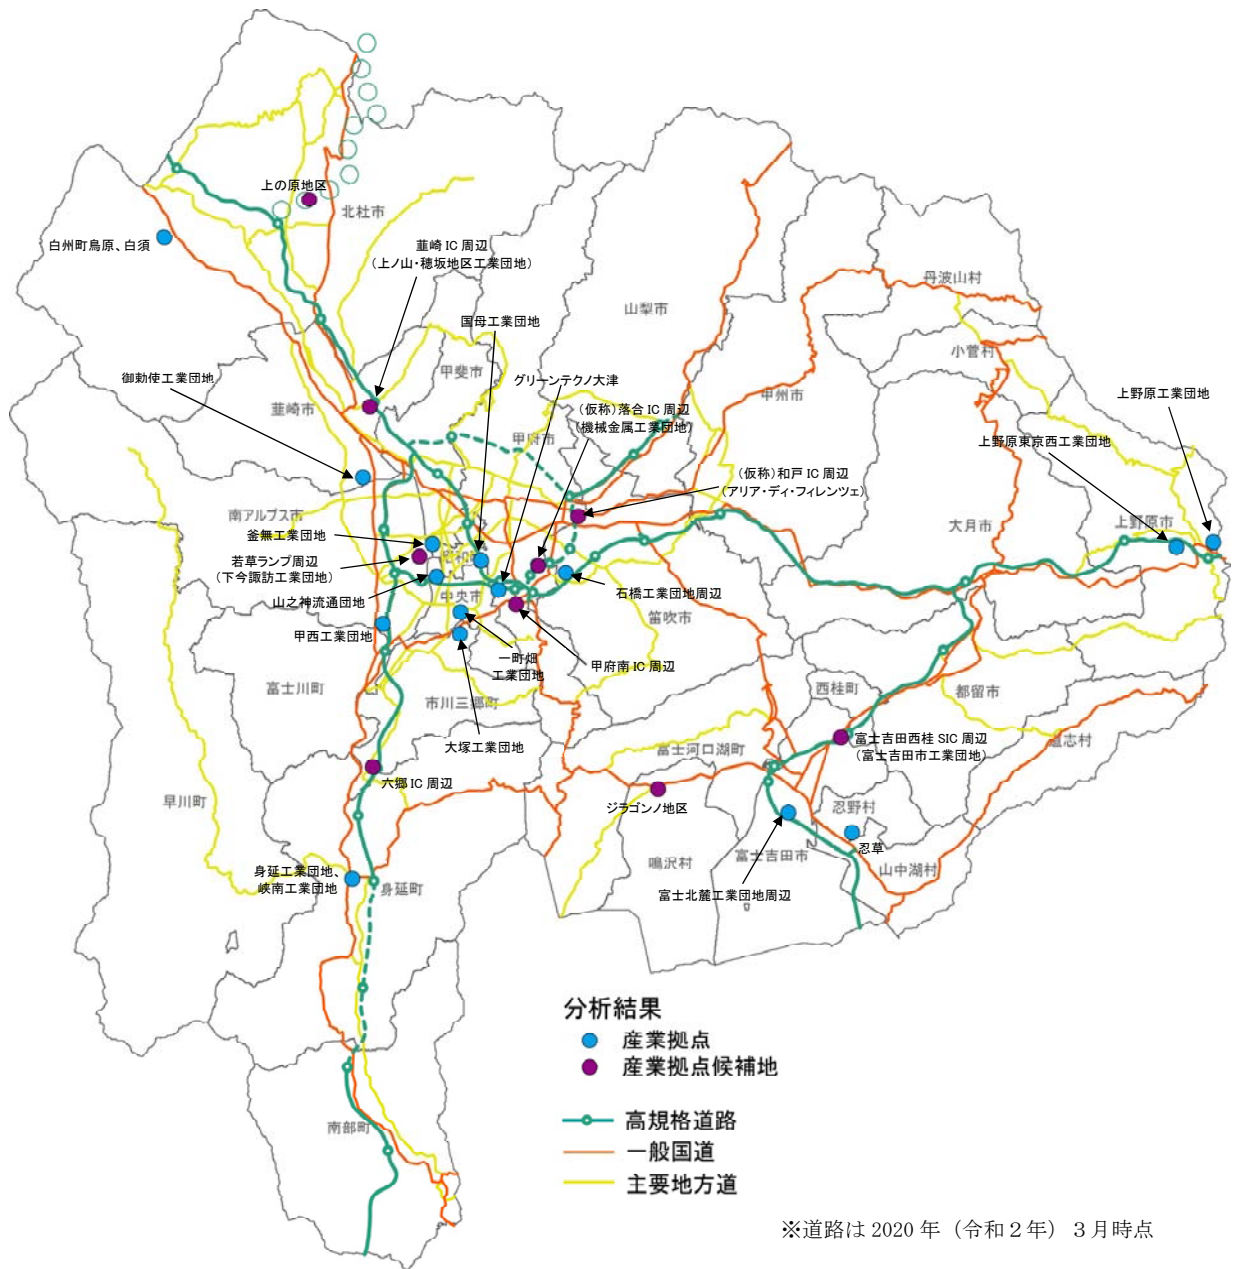 上の原地区
北杜市
白州町鳥原、白須
韮崎 IC 周辺
(上ノ山・穂坂地区工業団地)
丹波山村
山梨市
国母工業団地
小菅村
甲斐市
御勅使工業団地
グリーンテクノ大津
甲州市
上野原工業団地
韮崎市
(仮称)落合 IC 周辺
(機械金属工業団地)
甲府市
上野原東京西工業団地
(仮称)和戸 IC 周辺
(アリア・ディ・フィレンツェ)
南アルプス市
大月市
上野原市
釜無工業団地
若草ランプ周辺
(下今諏訪工業団地)
昭和町
山之神流通団地
中央市
石橋工業団地周辺
笛吹市
甲西工業団地
一町畑
工業団地
甲府南 IC 周辺
富士川町
市川三郷町
西桂町
都留市
大塚工業団地
富士河口湖町
富士吉田西桂 SIC 周辺
(富士吉田市工業団地)
道志村
六郷 IC 周辺
早川町
ジラゴンノ地区
忍野村
忍草
鳴沢村
富士吉田市
山中湖村
身延工業団地、
峡南工業団地
身延町
富士北麓工業団地周辺
分析結果
産業拠点
産業拠点候補地
高規格道路
一般国道
主要地方道
南部町
※道路は 2020 年（令和２年）３月時点